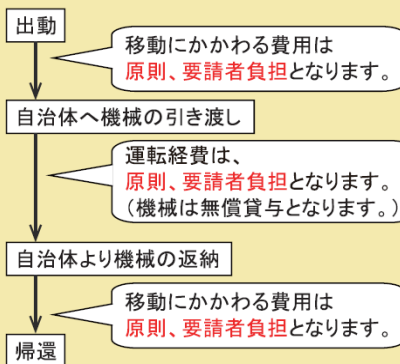 出動
移動にかかわる費用は
原則、要請者負担となります。
自治体へ機械の引き渡し
運転経費は、
原則、要請者負担となります。
（機械は無償貸与となります。）
自治体より機械の返納
移動にかかわる費用は
原則、要請者負担となります。
帰還